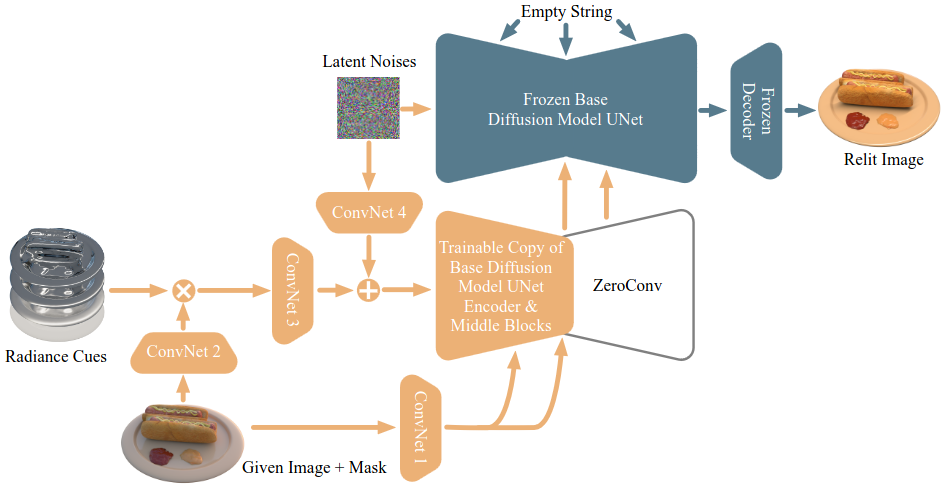 Empty String
Latent Noises
Frozen Base
Diffusion Model UNet
Frozen
Decoder
Relit Image
ConvNet 4
Trainable Copy of
Base Diffusion
Model UNet
Encoder &
Middle Blocks
ZeroConv
ConvNet 3
Radiance Cues
ConvNet 2
ConvNet 1
Given Image + Mask